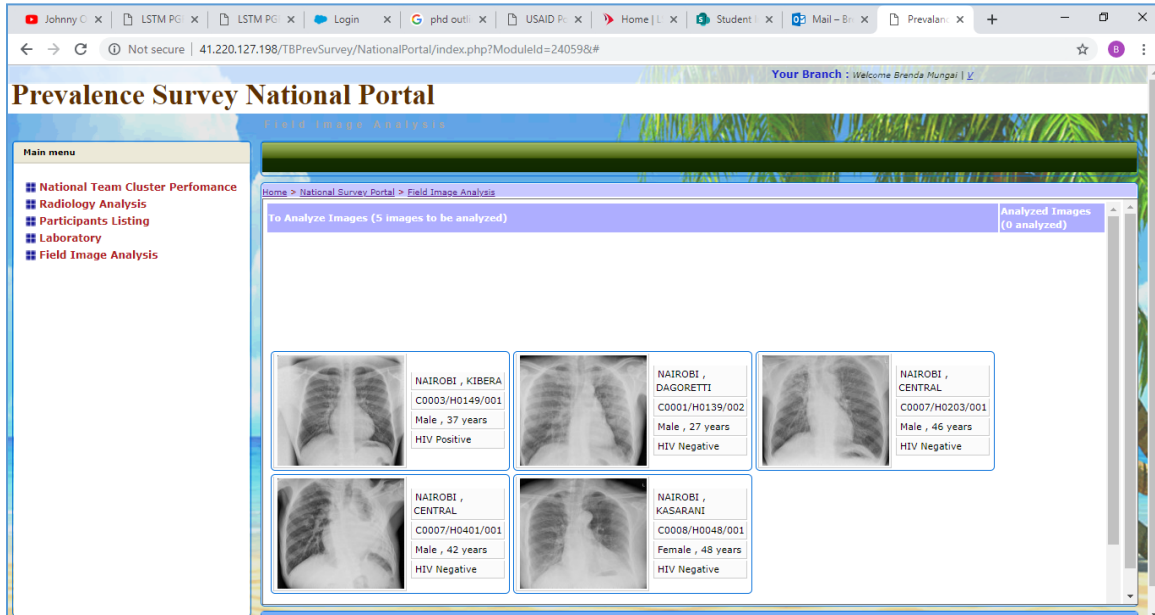 Johnny C
LSTM PG
LSTM PG
Login
phd outli
USAID Po
Home | L
Student
Mail – Br
Prevalanc
Not secure | 41.220.127.198/TBPrevSurvey/NationalPortal/index.php?ModuleId=24059&#
B
Your Branch : Welcome Brenda Mungai | V
Prevalence Survey National Portal
Field Image Analysis
Main menu
National Team Cluster Perfomance
Radiology Analysis
Participants Listing
Laboratory
Field Image Analysis
Home > National Survey Portal > Field Image Analysis
To Analyze Images (5 images to be analyzed)
Analyzed Images
(0 analyzed)
NAIROBI , KIBERA
C0003/H0149/001
Male , 37 years
HIV Positive
NAIROBI ,
DAGORETTI
C0001/H0139/002
Male , 27 years
HIV Negative
NAIROBI ,
CENTRAL
C0007/H0203/001
Male , 46 years
HIV Negative
NAIROBI ,
CENTRAL
C0007/H0401/001
Male , 42 years
HIV Negative
NAIROBI ,
KASARANI
C0008/H0048/001
Female , 48 years
HIV Negative